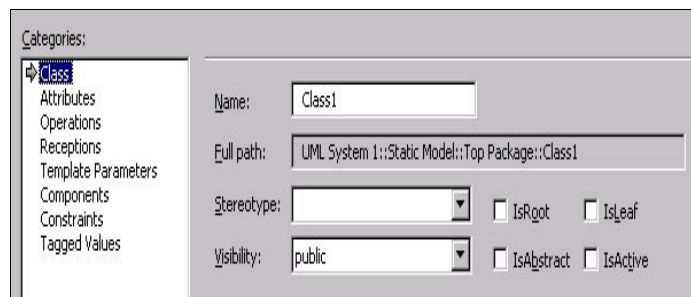 Categories:
Class
Attributes
Operations
Receptions
Template Parameters
Components
Constraints
Tagged Values
Name: Class1
Full path: UML System 1::Static Model::Top Package::Class1
Stereotype: IsRoot IsLeaf
Visibility: public IsAbstract IsActive